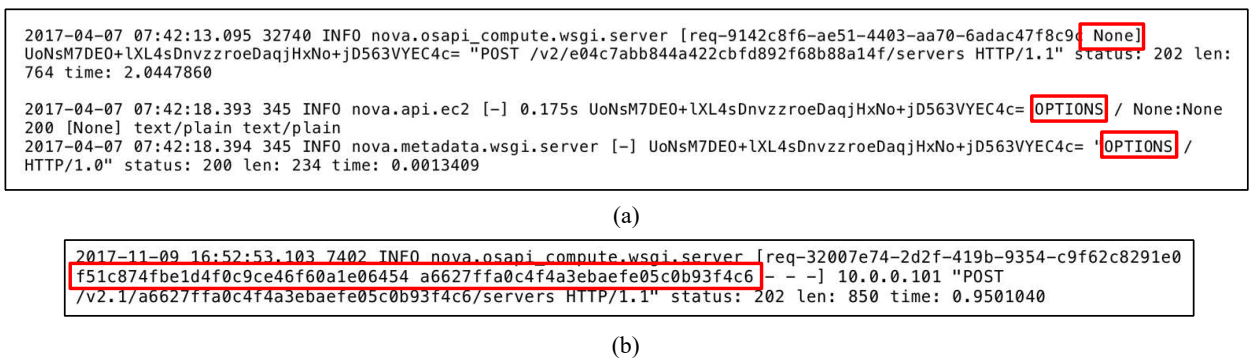 2017-04-07 07:42:13.095 32740 INFO nova.osapi_compute.wsgi.server [req-9142c8f6-ae51-4403-aa70-6adac47f8c9c None]
UoNsM7DEO+lXL4sDnvzzroeDaqjHxNo+jD563VYEC4c= "POST /v2/e04c7abb844a422cbfd892f68b88a14f/servers HTTP/1.1" status: 202 len:
764 time: 2.0447860
2017-04-07 07:42:18.393 345 INFO nova.api.ec2 [-] 0.175s UoNsM7DEO+lXL4sDnvzzroeDaqjHxNo+jD563VYEC4c= OPTIONS / None:None
200 [None] text/plain text/plain
2017-04-07 07:42:18.394 345 INFO nova.metadata.wsgi.server [-] UoNsM7DEO+lXL4sDnvzzroeDaqjHxNo+jD563VYEC4c= "OPTIONS /
HTTP/1.0" status: 200 len: 234 time: 0.0013409
(a)
2017-11-09 16:52:53.103 7402 INFO nova.osapi_compute.wsgi.server [req-32007e74-2d2f-419b-9354-c9f62c8291e0
f51c874fbe1d4f0c9ce46f60a1e06454 a6627ffa0c4f4a3ebaefe05c0b93f4c6 - - -] 10.0.0.101 "POST
/v2.1/a6627ffa0c4f4a3ebaefe05c0b93f4c6/servers HTTP/1.1" status: 202 len: 850 time: 0.9501040
(b)